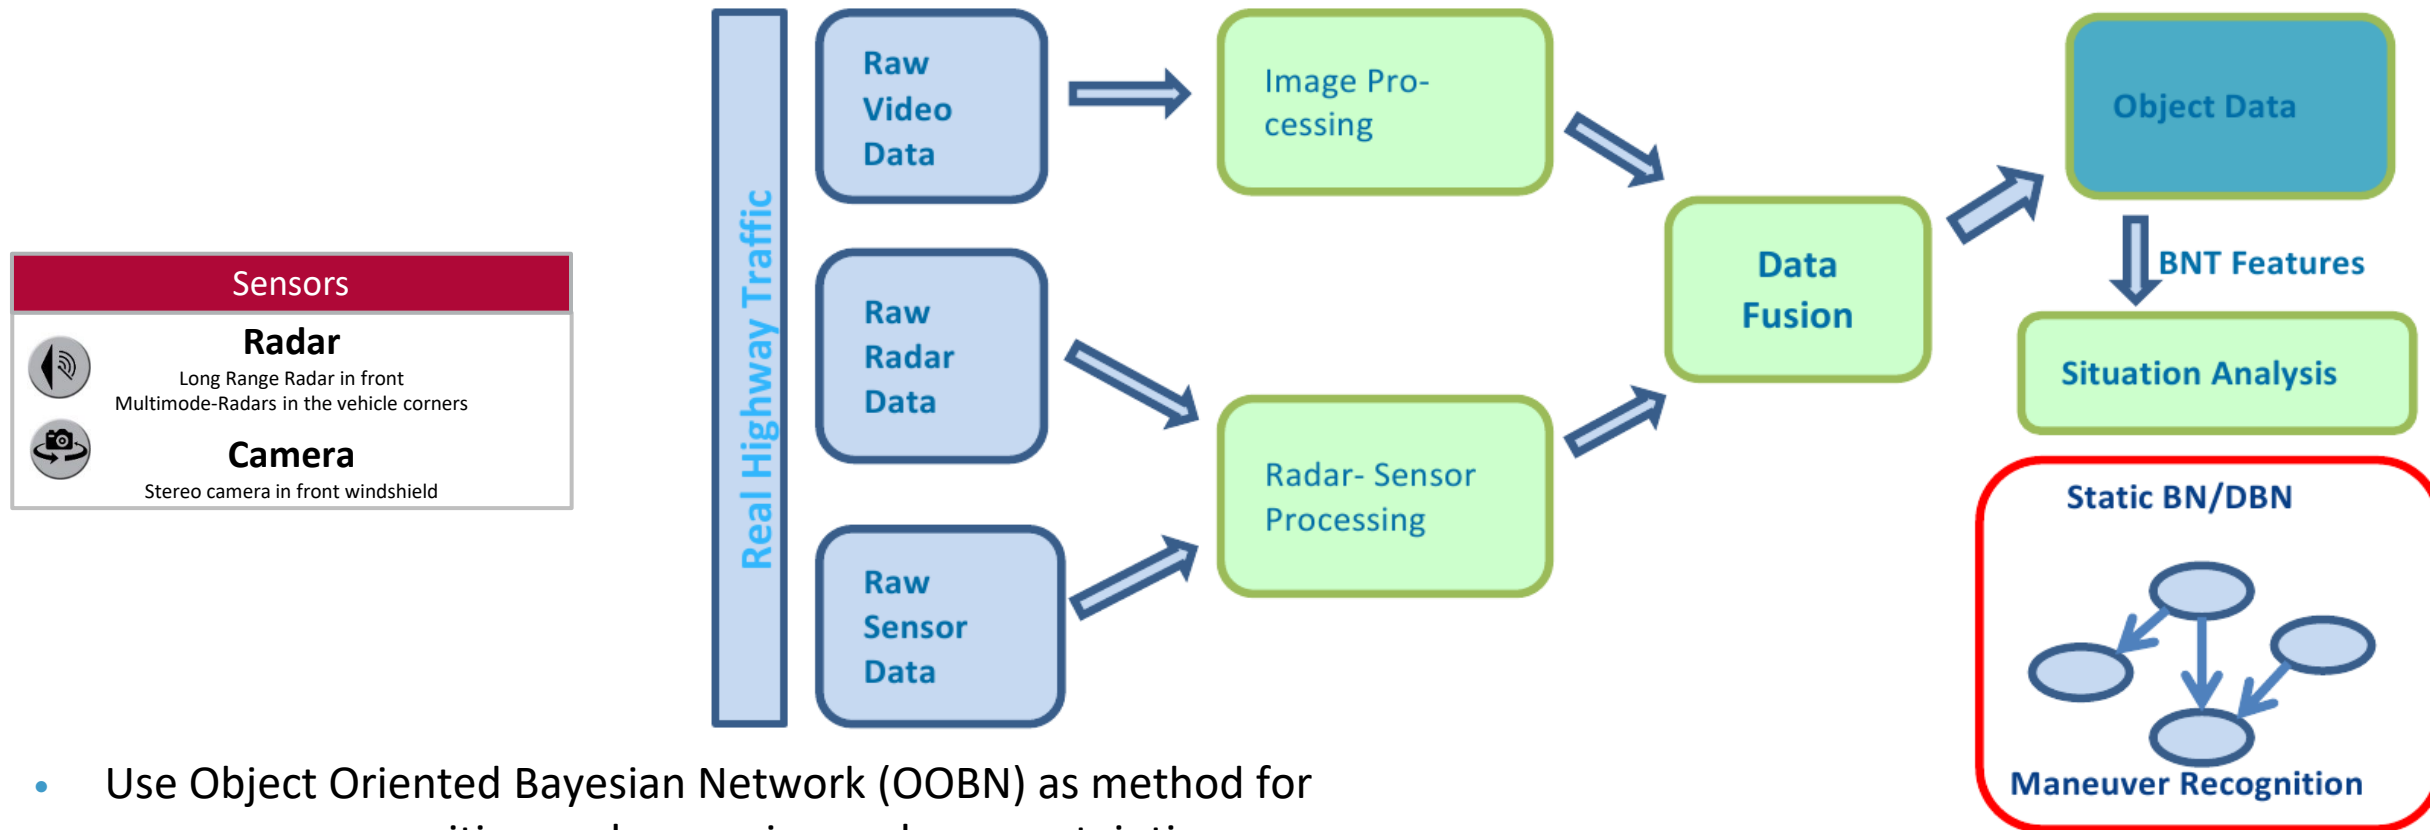 Sensors
Radar
Long Range Radar in front
Multimode-Radars in the vehicle corners
Camera
Stereo camera in front windshield
Real Highway Traffic
Raw
Video
Data
Raw
Radar
Data
Raw
Sensor
Data
Image Pro-
cessing
Radar- Sensor
Processing
Data
Fusion
Object Data
BNT Features
Situation Analysis
Static BN/DBN
Maneuver Recognition
• Use Object Oriented Bayesian Network (OOBN) as method for